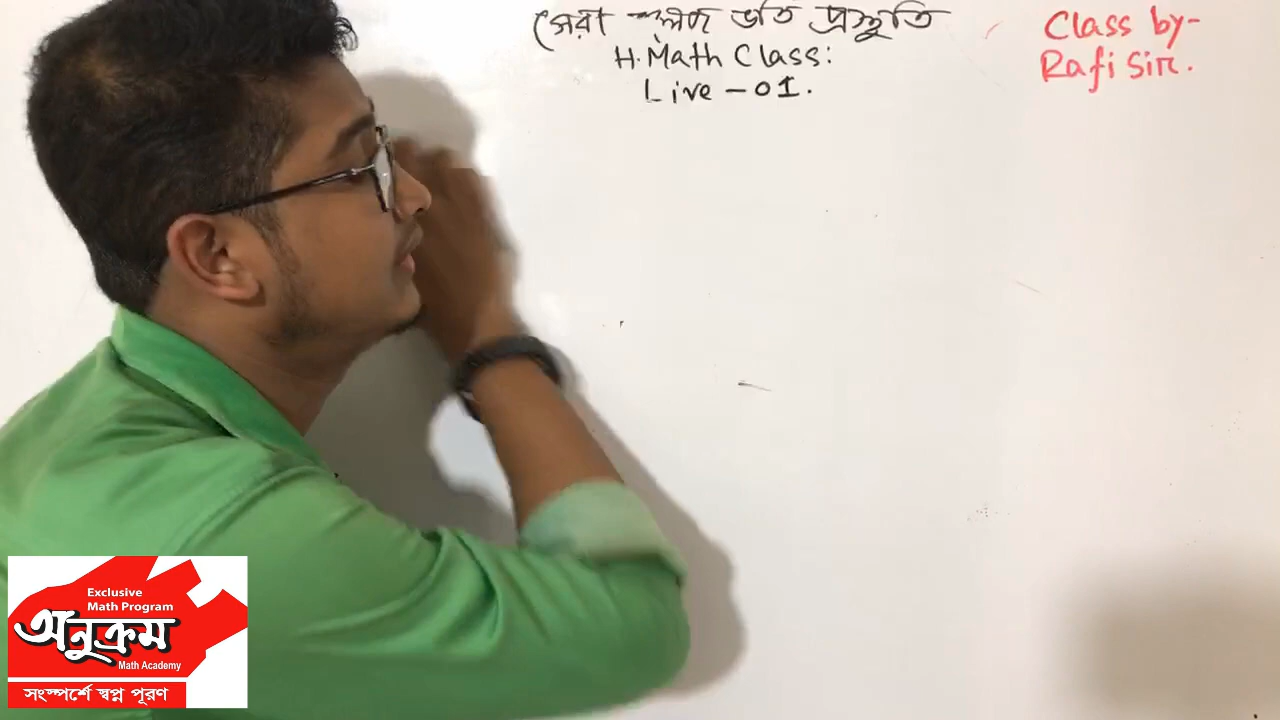 সেরা কলেজ ভর্তি প্রস্তুতি
H.Math Class:
Live-01.
Class by-
Rafi Sir.
Exclusive
Math Program
অনুক্রম
Math Academy
সংস্পর্শে স্বপ্ন পূরণ